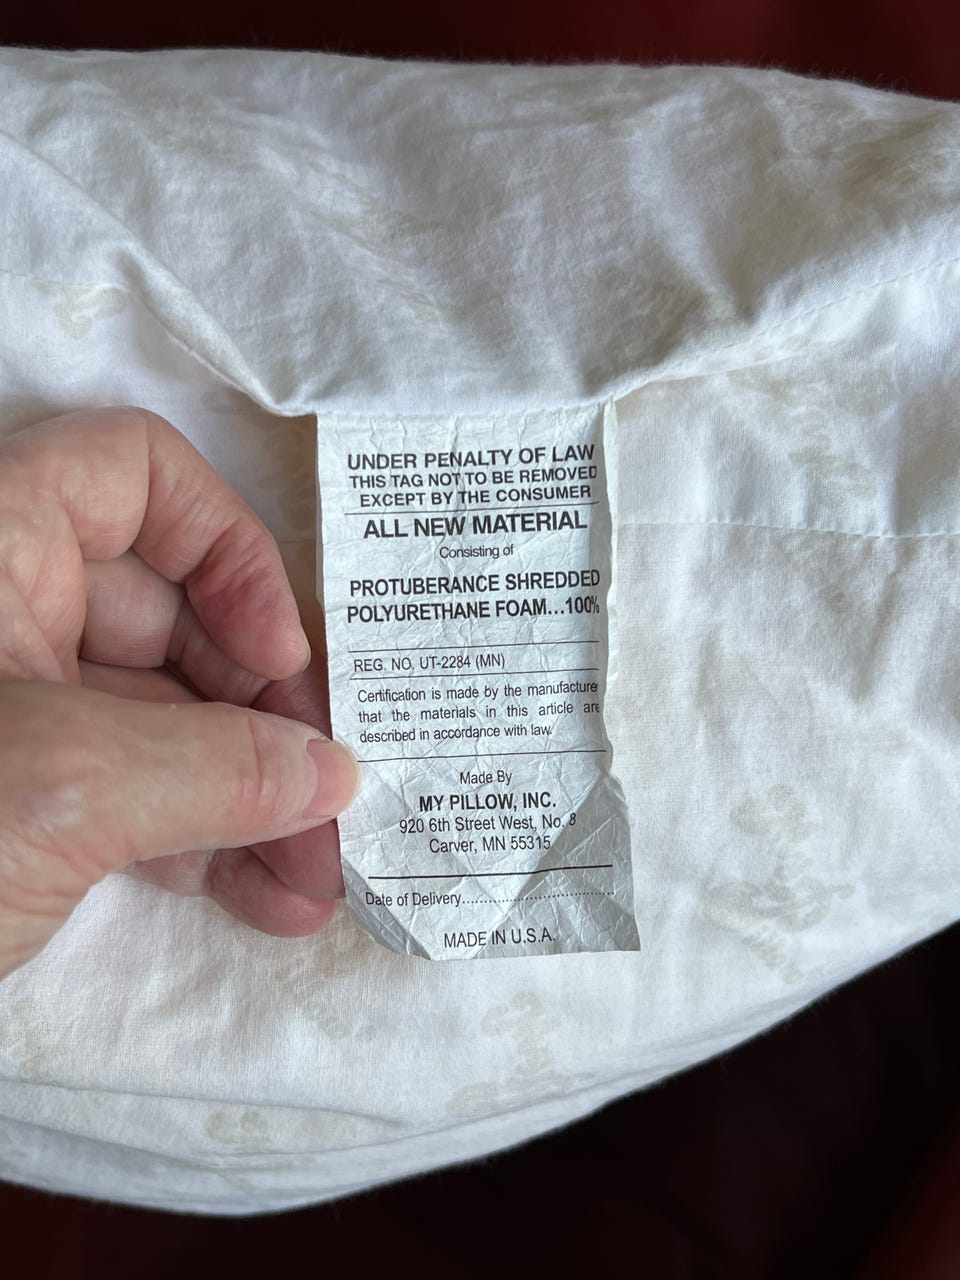 UNDER PENALTY OF LAW
THIS TAG NOT TO BE REMOVED
EXCEPT BY THE CONSUMER
ALL NEW MATERIAL
Consisting of
PROTUBERANCE SHREDDED
POLYURETHANE FOAM...100%
REG. NO. UT-2284 (MN)
Certification is made by the manufacture
that the materials in this article are
described in accordance with law.
Made By
MY PILLOW, INC.
920 6th Street West, No. 8
Carver, MN 55315
Date of Delivery......................................
MADE IN U.S.A.